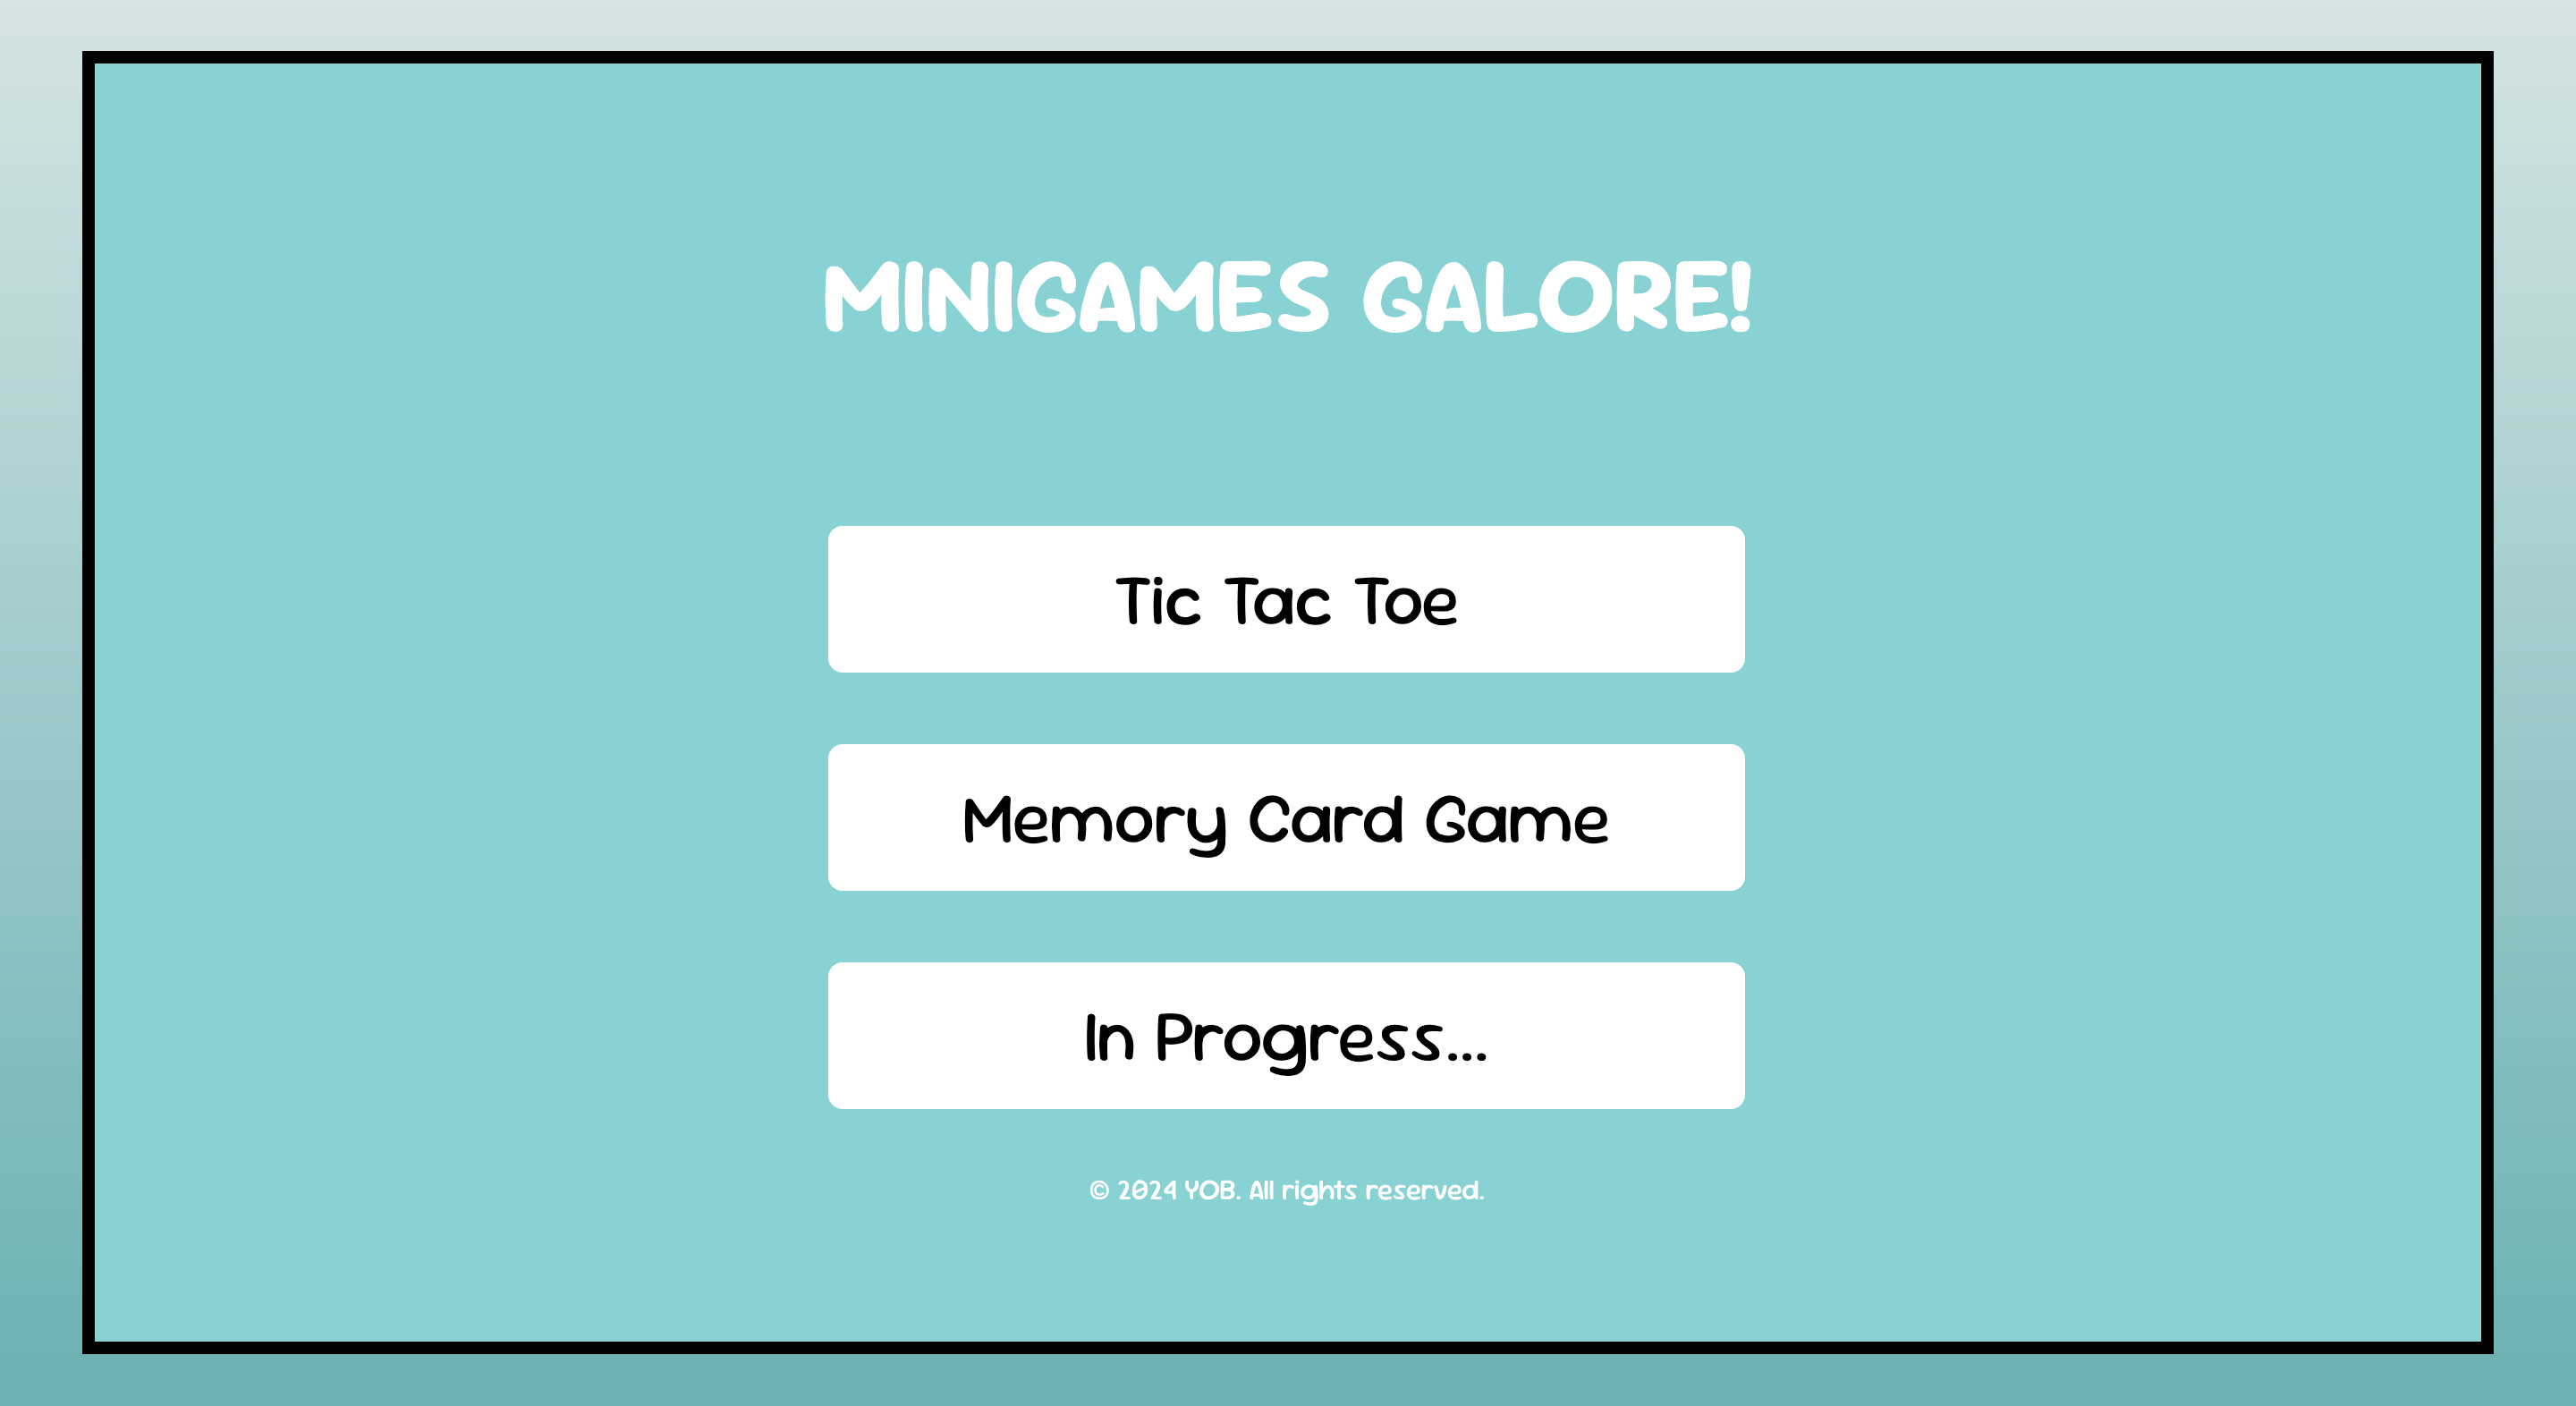 MINIGAMES GALORE!
Tic Tac Toe
Memory Card Game
In Progress...
© 2024 YOB. All rights reserved.